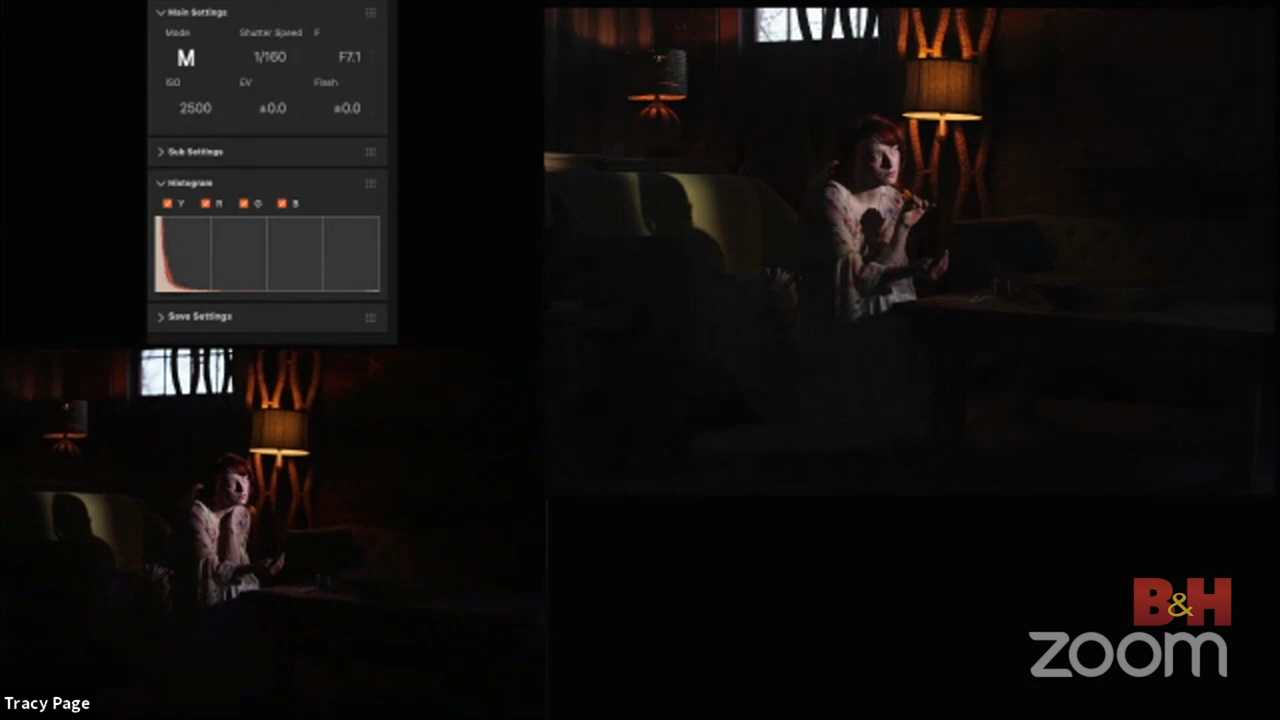 Main Settings
Mode Shutter Speed F
M 1/160 F7.1
ISO EV Flash
2500 ±0.0 ±0.0
Sub Settings
Histogram
Y R G B
Save Settings
B&H
zoom
Tracy Page